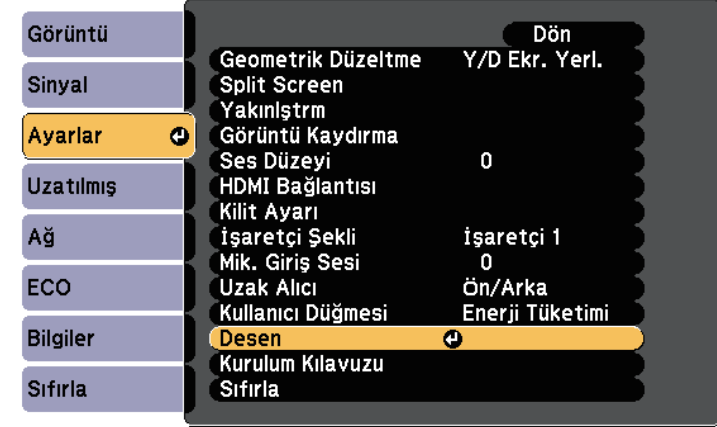 Görüntü
Sinyal
Ayarlar
Uzatılmış
Ağ
ECO
Bilgiler
Sıfırla
Dön
Geometrik Düzeltme Y/D Ekr. Yerl.
Split Screen
Yakınlştrm
Görüntü Kaydırma
Ses Düzeyi 0
HDMI Bağlantısı
Kilit Ayarı
İşaretçi Şekli İşaretçi 1
Mik. Giriş Sesi 0
Uzak Alıcı Ön/Arka
Kullanıcı Düğmesi Enerji Tüketimi
Desen
Kurulum Kılavuzu
Sıfırla